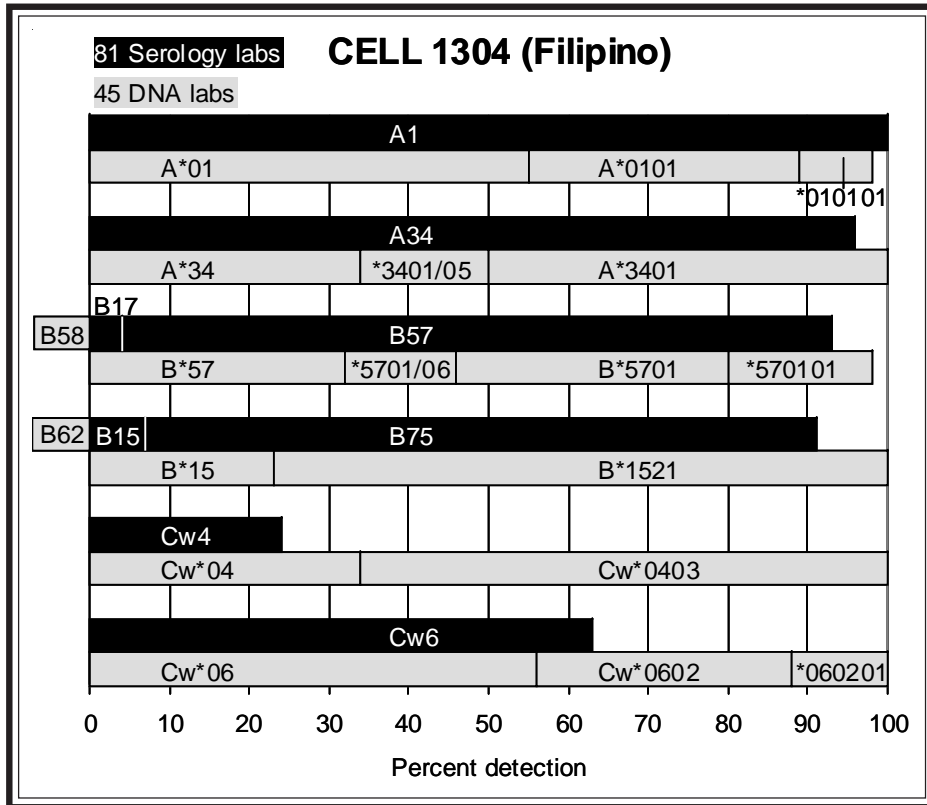 81 Serology labs
CELL 1304 (Filipino)
45 DNA labs
A1
A*01 A*0101
*010101
A34
A*34 *3401/05 A*3401
B17
B58 B57
B*57 *5701/06 B*5701 *570101
B62 B15 B75
B*15 B*1521
Cw4
Cw*04 Cw*0403
Cw6
Cw*06 Cw*0602 *060201
0 10 20 30 40 50 60 70 80 90 100
Percent detection